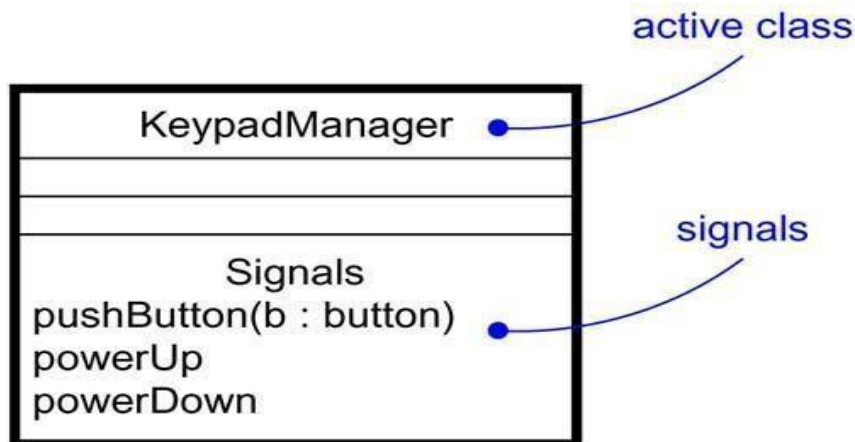 active class
KeypadManager
signals
Signals
pushButton(b : button)
powerUp
powerDown